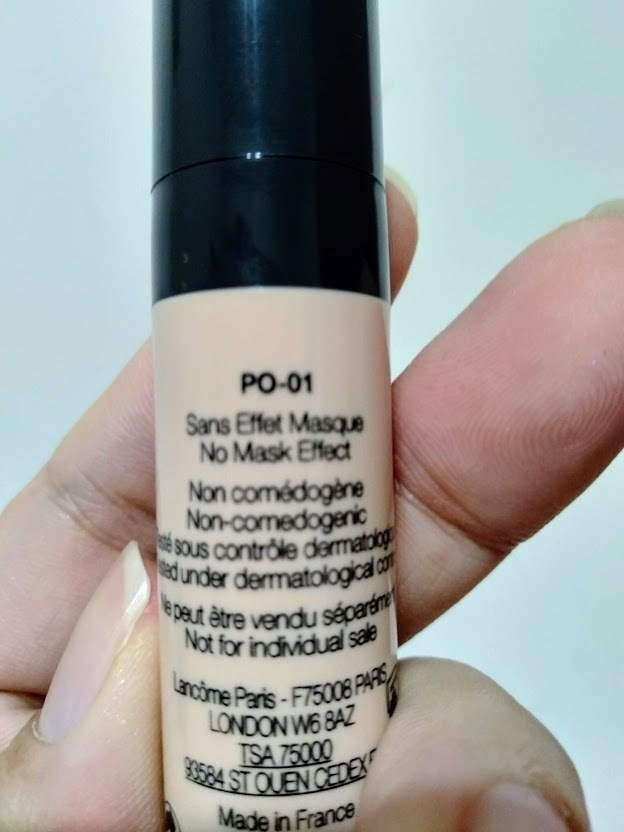 PO-01
Sans Effet Masque
No Mask Effect
Non comédogène
Non-comedogenic
sous contrôle
under dermatological
Ne peut être vendu
Not for individual sale
Lancôme Paris - F75008 PARIS
LONDON W6 8AZ
TSA 75000
93584 ST OUEN CEDEX
Made in France